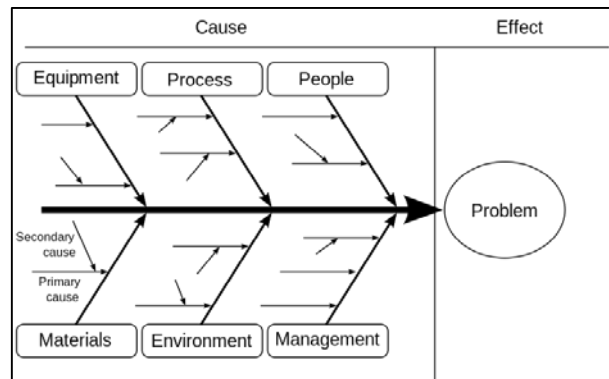 Cause
Effect
Equipment
Process
People
Problem
Secondary
cause
Primary
cause
Materials
Environment
Management